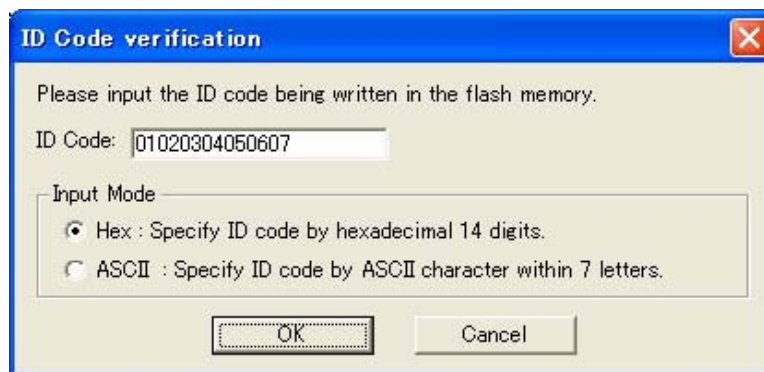 ID Code verification
Please input the ID code being written in the flash memory.
ID Code: 01020304050607
Input Mode
Hex : Specify ID code by hexadecimal 14 digits.
ASCII : Specify ID code by ASCII character within 7 letters.
OK Cancel